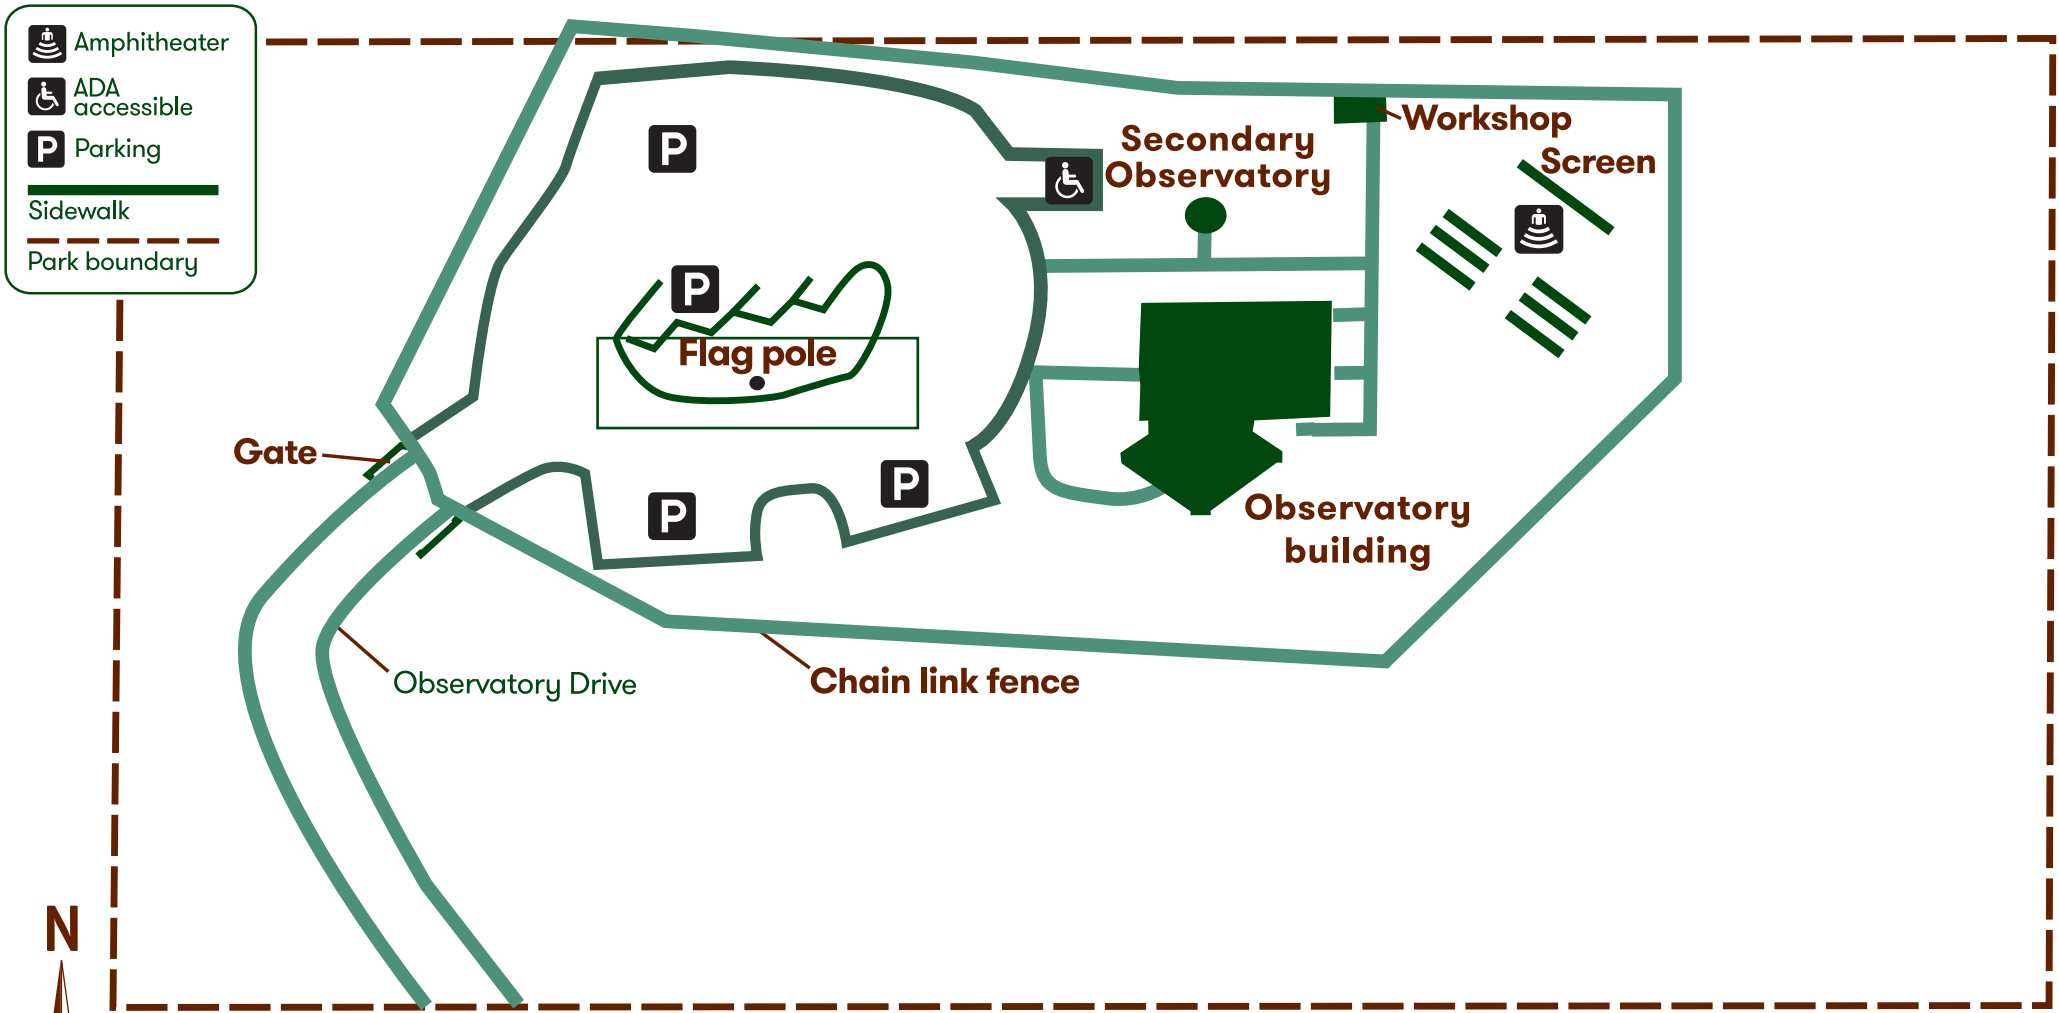 Amphitheater
ADA
accessible
P
Parking
Sidewalk
Park boundary
P
Secondary
Observatory
Workshop
Screen
P
Flag pole
Gate
P
P
Observatory
building
Observatory Drive
Chain link fence
N